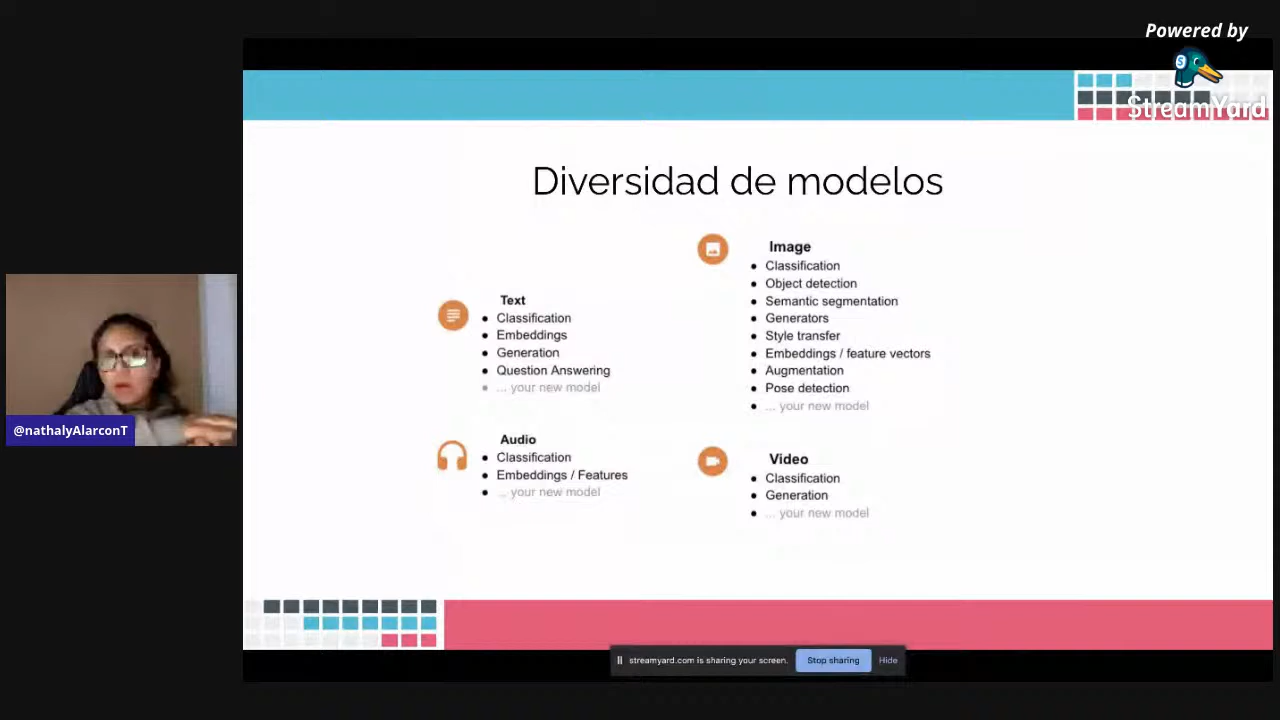 Powered by
StreamYard
Diversidad de modelos
Text
Classification
Embeddings
Generation
Question Answering
... your new model
Audio
Classification
Embeddings / Features
... your new model
Image
Classification
Object detection
Semantic segmentation
Generators
Style transfer
Embeddings / feature vectors
Augmentation
Pose detection
... your new model
Video
Classification
Generation
... your new model
@nathalyAlarconT
streamyard.com is sharing your screen.
Stop sharing
Hide